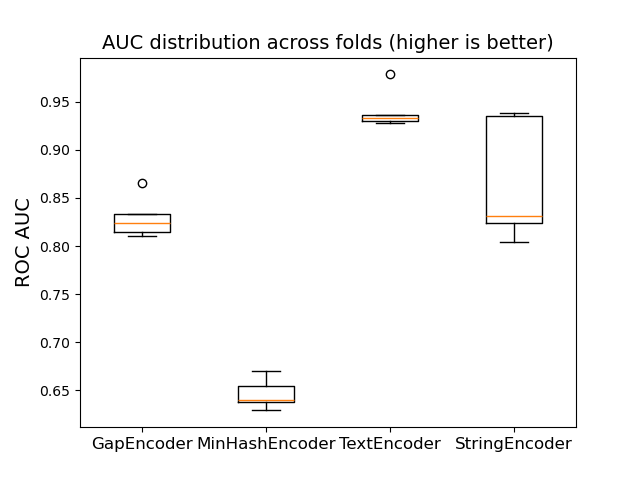 AUC distribution across folds (higher is better)
ROC AUC
0.95
0.90
0.85
0.80
0.75
0.70
0.65
GapEncoder MinHashEncoder TextEncoder StringEncoder